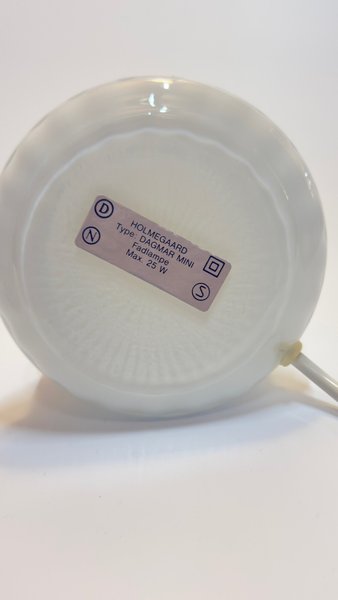 D
HOLMEGAARD
Type: DAGMAR MINI
Fadlampe
Max. 25 W
N
S